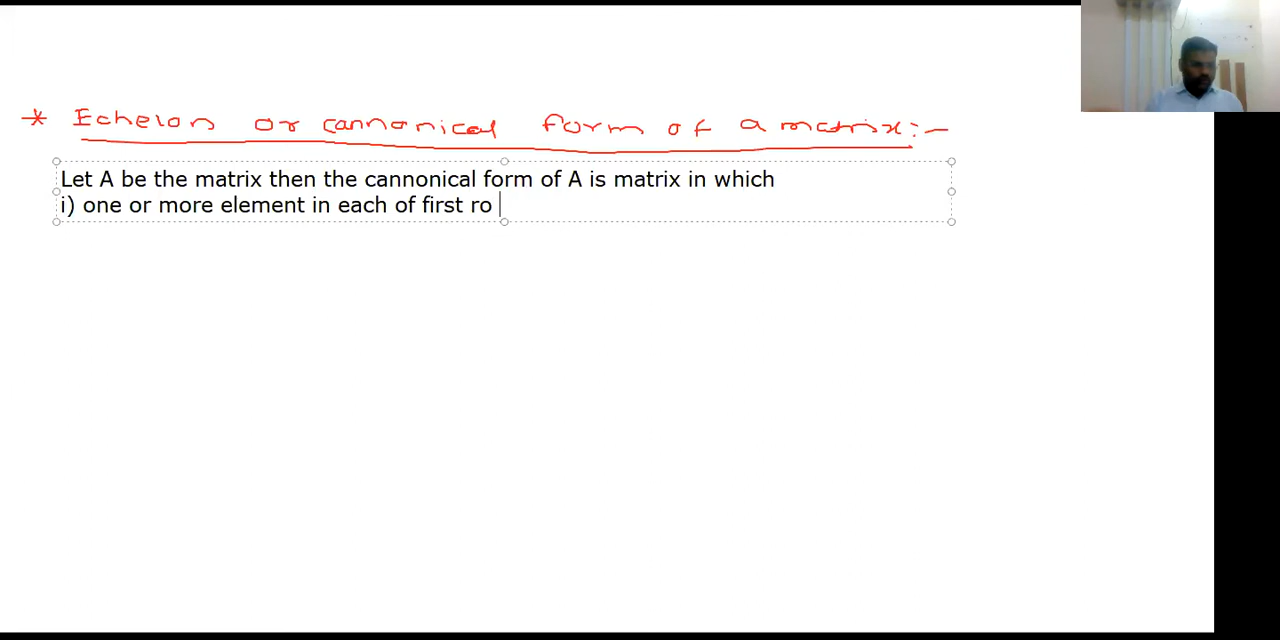 * Echelon or cannonical form of a matrix:-
Let A be the matrix then the cannonical form of A is matrix in which
i) one or more element in each of first ro